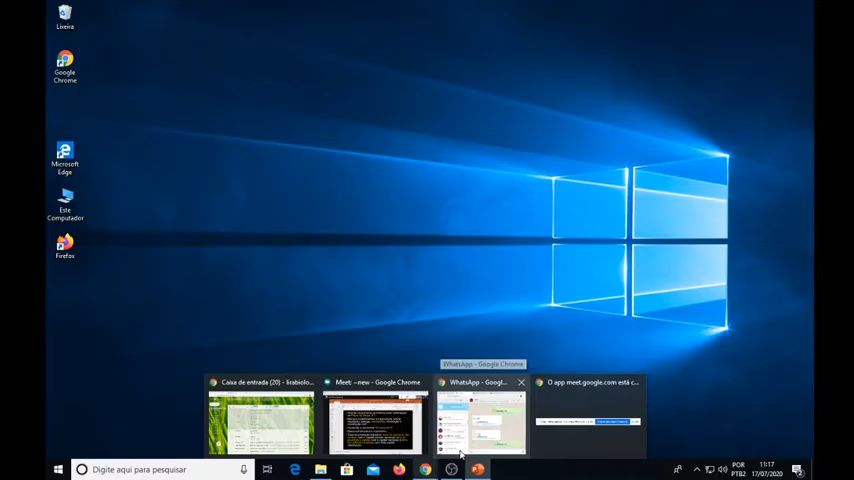 Lixeira
Google
Chrome
Microsoft
Edge
Este
Computador
Firefox
WhatsApp - Google Chrome
Caixa de entrada (20) - lirabiolo...
Meet: –new - Google Chrome
WhatsApp - Googl...
O app meet.google.com está c...
Digite aqui para pesquisar
POR
PTB2
11:17
17/07/2020
2